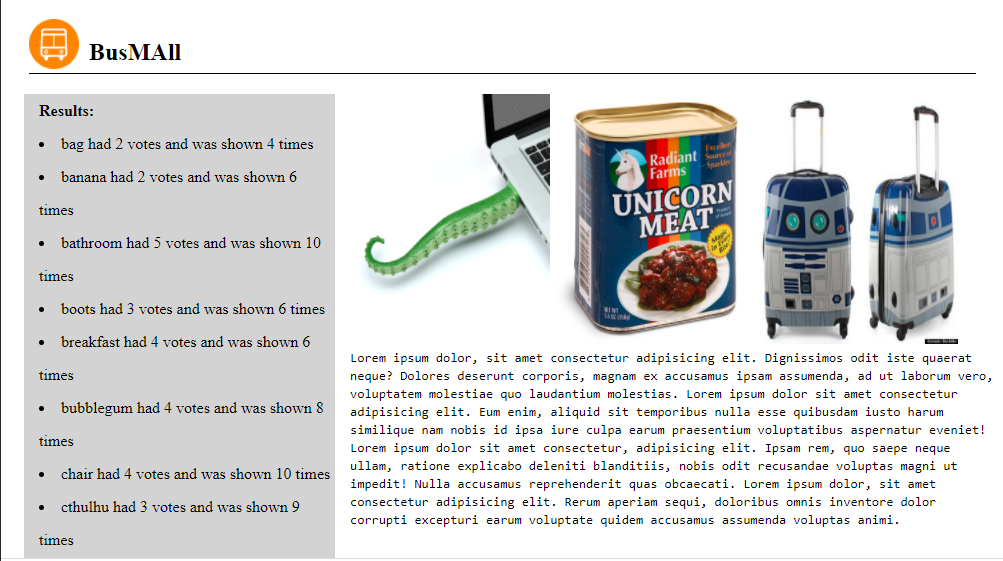 BusMAll
Results:
bag had 2 votes and was shown 4 times
banana had 2 votes and was shown 6
times
bathroom had 5 votes and was shown 10
times
boots had 3 votes and was shown 6 times
breakfast had 4 votes and was shown 6
times
bubblegum had 4 votes and was shown 8
times
chair had 4 votes and was shown 10 times
cthulhu had 3 votes and was shown 9
times
Radiant
Farms
Excellent
Source of
Sparkles
UNICORN
MEAT
Magic
in Every
Bite!
Lorem ipsum dolor, sit amet consectetur adipisicing elit. Dignissimos odit iste quaerat
neque? Dolores deserunt corporis, magnam ex accusamus ipsam assumenda, ad ut laborum vero,
voluptatem molestiae quo laudantium molestias. Lorem ipsum dolor sit amet consectetur
adipisicing elit. Eum enim, aliquid sit temporibus nulla esse quibusdam iusto harum
similique nam nobis id ipsa iure culpa earum praesentium voluptatibus aspernatur eveniet!
Lorem ipsum dolor sit amet consectetur, adipisicing elit. Ipsam rem, quo saepe neque
ullam, ratione explicabo deleniti blanditiis, nobis odit recusandae voluptas magni ut
impedit! Nulla accusamus reprehenderit quas obcaecati. Lorem ipsum dolor, sit amet
consectetur adipisicing elit. Rerum aperiam sequi, doloribus omnis inventore dolor
corrupti excepturi earum voluptate quidem accusamus assumenda voluptas animi.